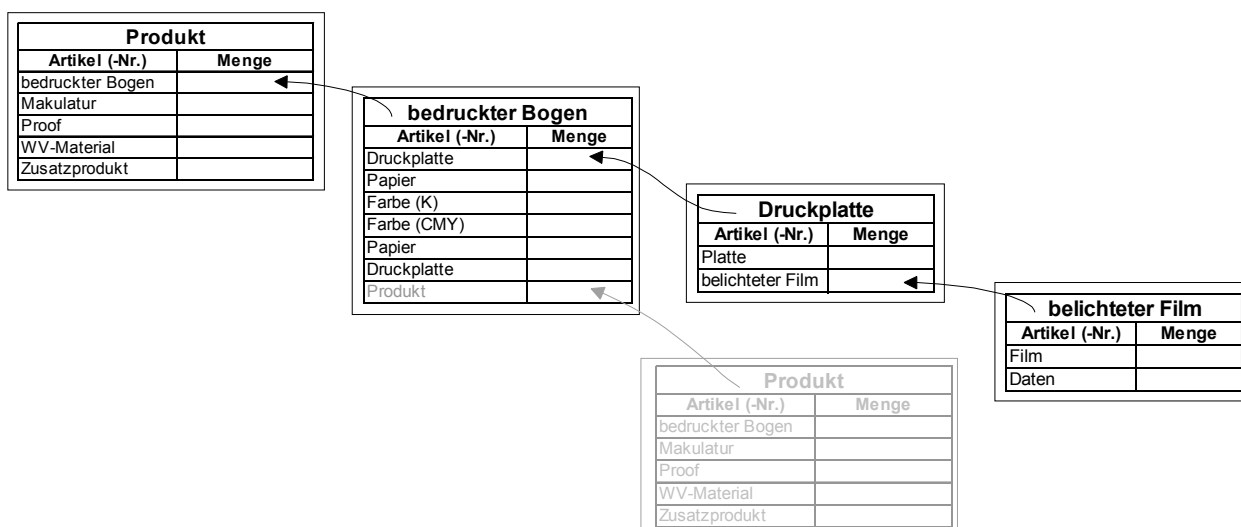 Produkt
Artikel (-Nr.) Menge
bedruckter Bogen
Makulatur
Proof
WV-Material
Zusatzprodukt
bedruckter Bogen
Artikel (-Nr.) Menge
Druckplatte
Papier
Farbe (K)
Farbe (CMY)
Papier
Druckplatte
Produkt
Druckplatte
Artikel (-Nr.) Menge
Platte
belichteter Film
belichteter Film
Artikel (-Nr.) Menge
Film
Daten
Produkt
Artikel (-Nr.) Menge
bedruckter Bogen
Makulatur
Proof
WV-Material
Zusatzprodukt